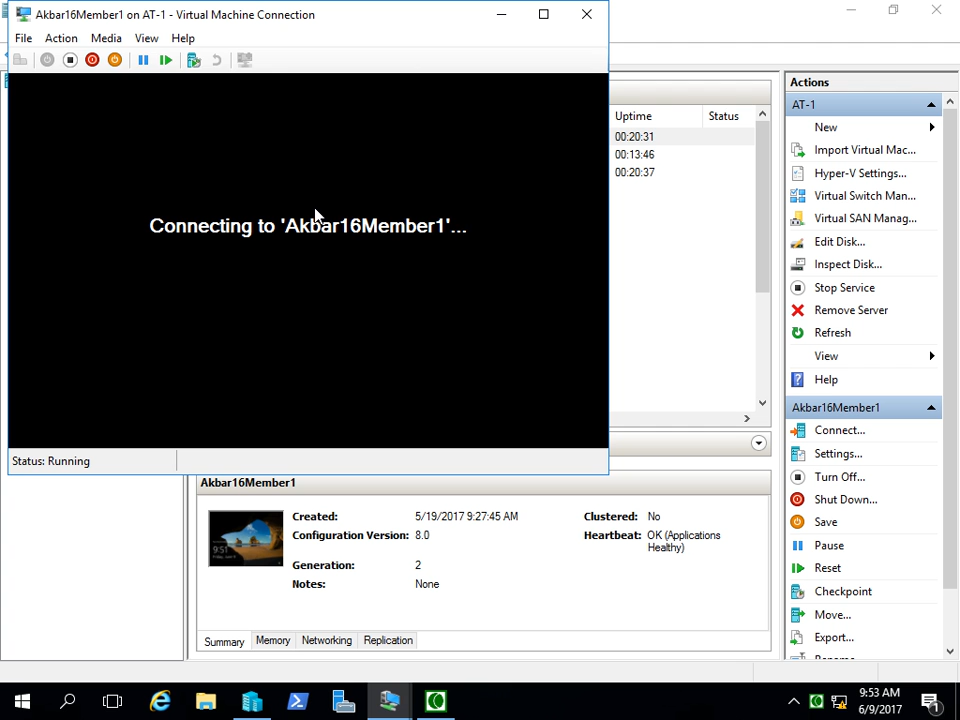 Akbar16Member1 on AT-1 - Virtual Machine Connection
File Action Media View Help
Connecting to 'Akbar16Member1'...
Status: Running
Uptime Status
00:20:31
00:13:46
00:20:37
Akbar16Member1
Created: 5/19/2017 9:27:45 AM Clustered: No
Configuration Version: 8.0 Heartbeat: OK (Applications
Healthy)
Generation: 2
Notes: None
9:51
Summary Memory Networking Replication
Actions
AT-1
New
Import Virtual Mac...
Hyper-V Settings...
Virtual Switch Man...
Virtual SAN Manag...
Edit Disk...
Inspect Disk...
Stop Service
Remove Server
Refresh
View
Help
Akbar16Member1
Connect...
Settings...
Turn Off...
Shut Down...
Save
Pause
Reset
Checkpoint
Move...
Export...
9:53 AM
6/9/2017
1